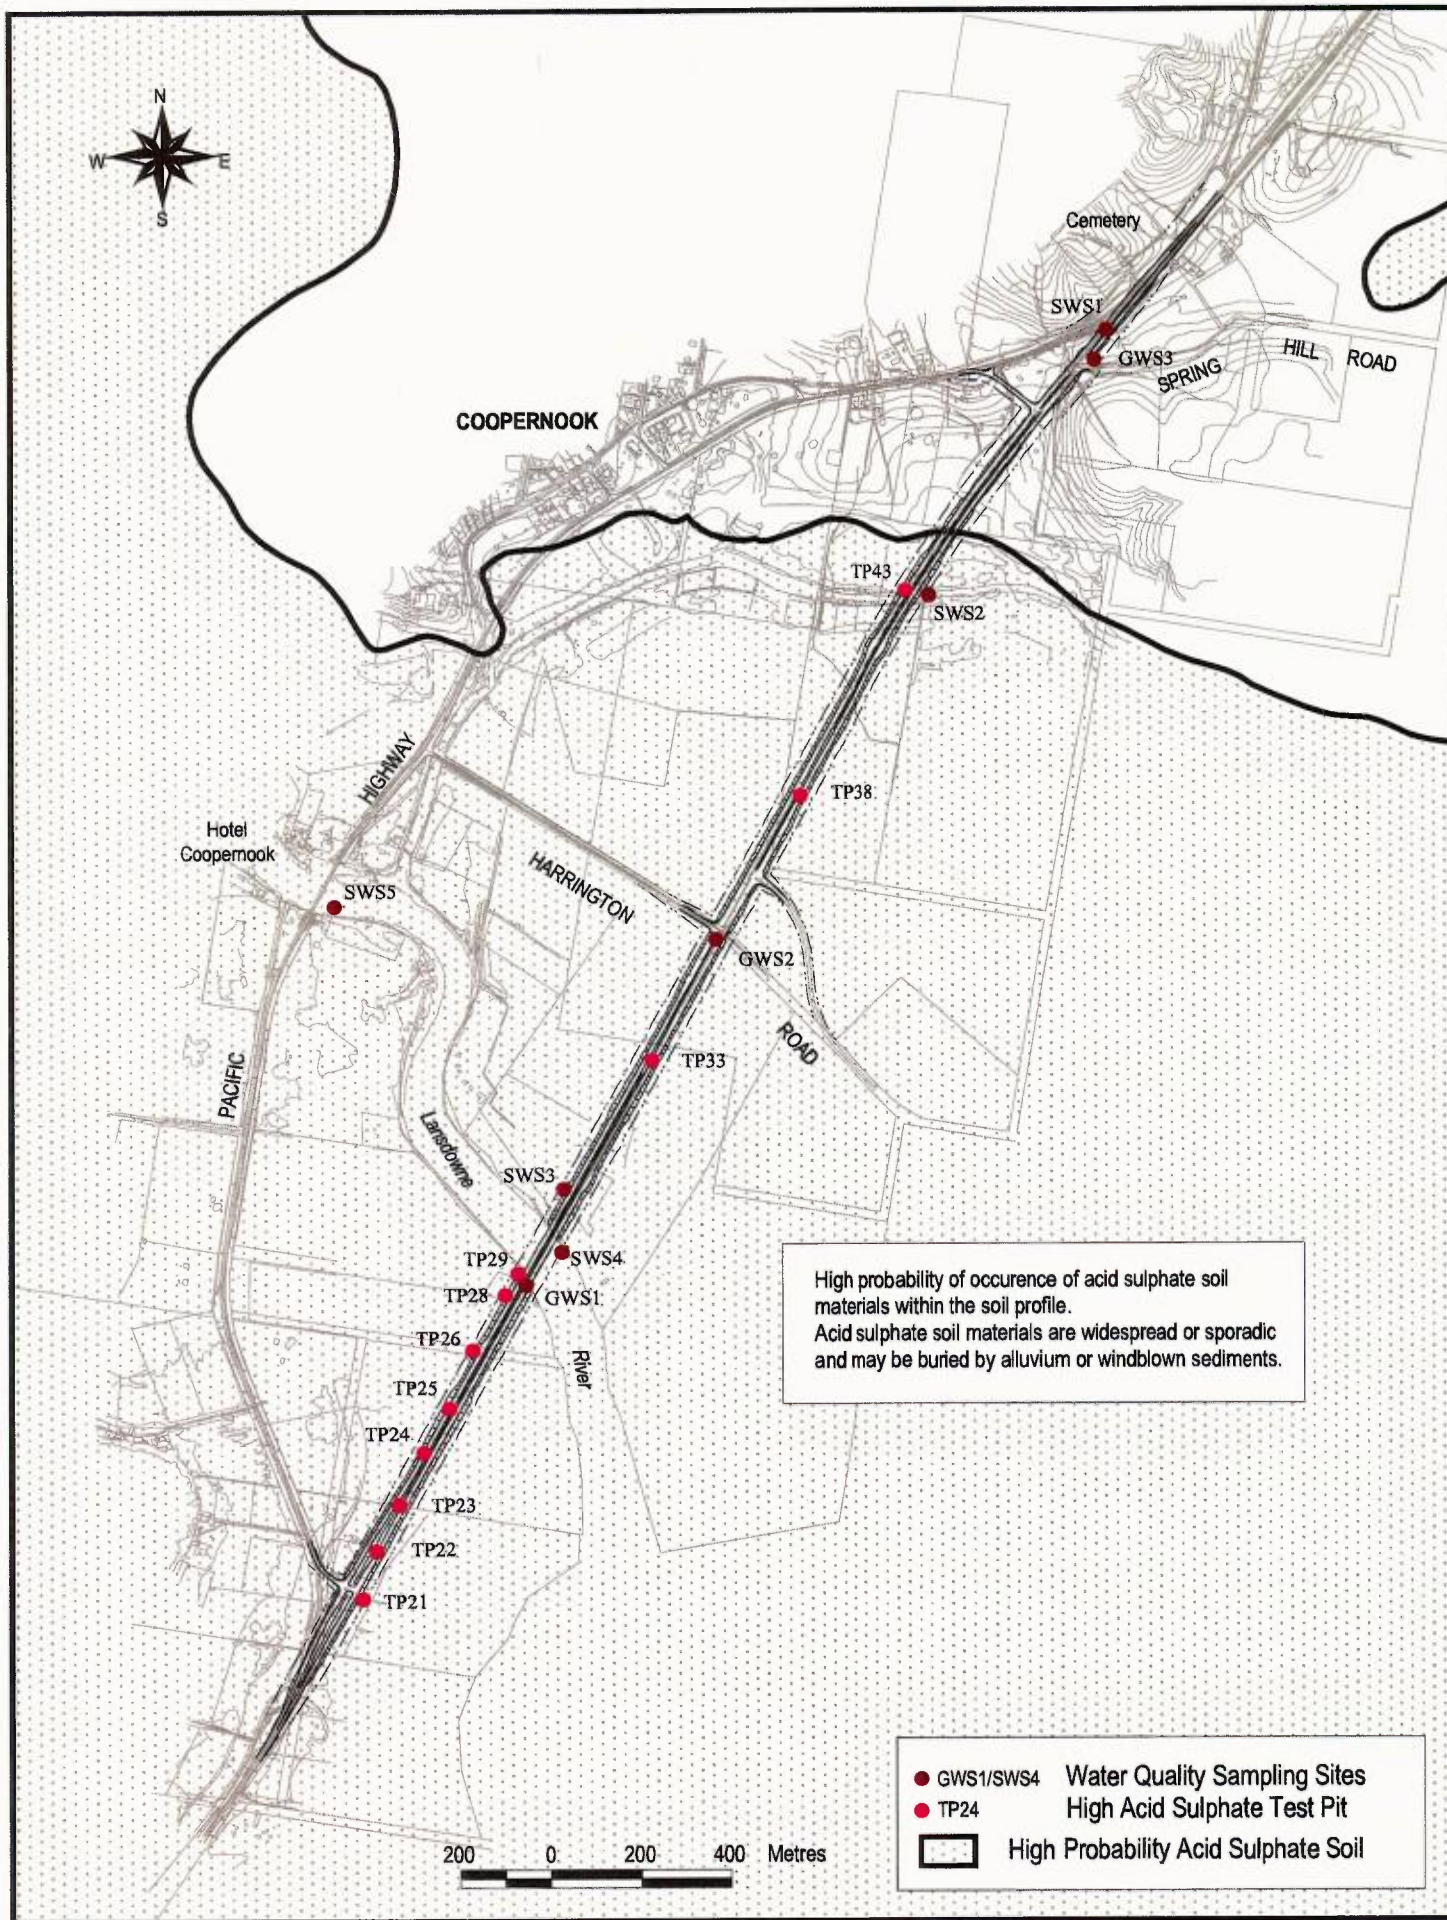 N
W E
S
Cemetery
SWS1
GWS3
SPRING HILL ROAD
COOPERNOOK
TP43
SWS2
HIGHWAY
TP38
Hotel
Coopernook
SWS5
HARRINGTON
GWS2
ROAD
TP33
PACIFIC
Lansdowne
SWS3
SWS4
TP29
TP28
GWS1
TP26
River
TP25
TP24
TP23
TP22
TP21
High probability of occurence of acid sulphate soil
materials within the soil profile.
Acid sulphate soil materials are widespread or sporadic
and may be buried by alluvium or windblown sediments.
GWS1/SWS4 Water Quality Sampling Sites
TP24 High Acid Sulphate Test Pit
High Probability Acid Sulphate Soil
200 0 200 400 Metres